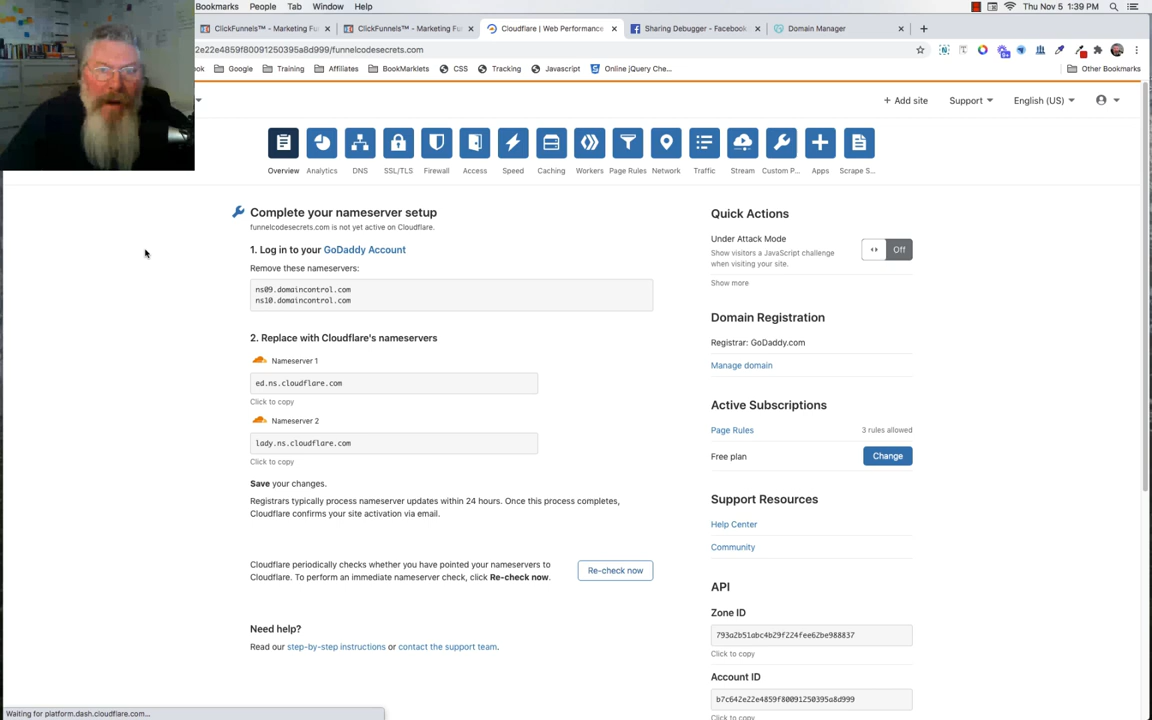 Bookmarks People Tab Window Help Thu Nov 5 1:39 PM
ClickFunnels™ - Marketing Fu ClickFunnels™ - Marketing Fu Cloudflare | Web Performance Sharing Debugger - Facebook Domain Manager
2e22e4859f80091250395a8d999/funnelcodesecrets.com
Google Training Affiliates BookMarklets CSS Tracking Javascript Online jQuery Che... Other Bookmarks
+ Add site Support English (US)
Overview Analytics DNS SSL/TLS Firewall Access Speed Caching Workers Page Rules Network Traffic Stream Custom P... Apps Scrape S...
Complete your nameserver setup
funnelcodesecrets.com is not yet active on Cloudflare.
1. Log in to your GoDaddy Account
Remove these nameservers:
ns09.domaincontrol.com
ns10.domaincontrol.com
2. Replace with Cloudflare's nameservers
Nameserver 1
ed.ns.cloudflare.com
Click to copy
Nameserver 2
lady.ns.cloudflare.com
Click to copy
Save your changes.
Registrars typically process nameserver updates within 24 hours. Once this process completes,
Cloudflare confirms your site activation via email.
Cloudflare periodically checks whether you have pointed your nameservers to
Cloudflare. To perform an immediate nameserver check, click Re-check now.
Re-check now
Need help?
Read our step-by-step instructions or contact the support team.
Quick Actions
Under Attack Mode
Show visitors a JavaScript challenge
when visiting your site.
Off
Show more
Domain Registration
Registrar: GoDaddy.com
Manage domain
Active Subscriptions
Page Rules 3 rules allowed
Free plan Change
Support Resources
Help Center
Community
API
Zone ID
793a2b51abc4b29f224fee62be988837
Click to copy
Account ID
b7c642e22e4859f80091250395a8d999
Click to copy
Waiting for platform.dash.cloudflare.com...